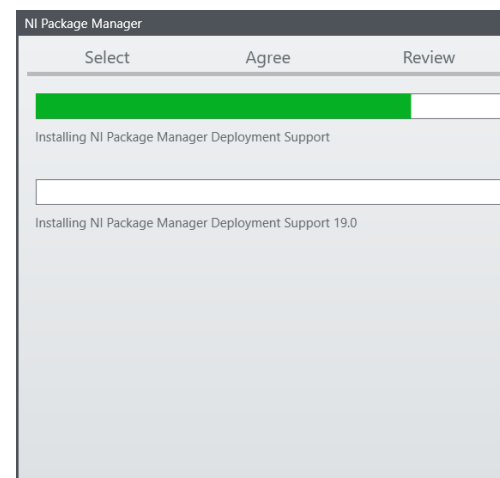 NI Package Manager
Select Agree Review
Installing NI Package Manager Deployment Support
Installing NI Package Manager Deployment Support 19.0